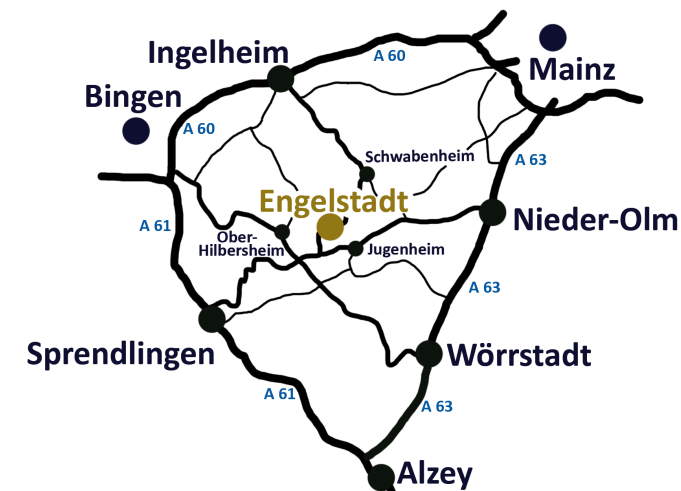 Ingelheim
A 60
Mainz
Bingen
A 60
Schwabenheim
A 63
Engelstadt
A 61
Nieder-Olm
Ober-
Hilbersheim
Jugenheim
A 63
Sprendlingen
Wörrstadt
A 61
A 63
Alzey